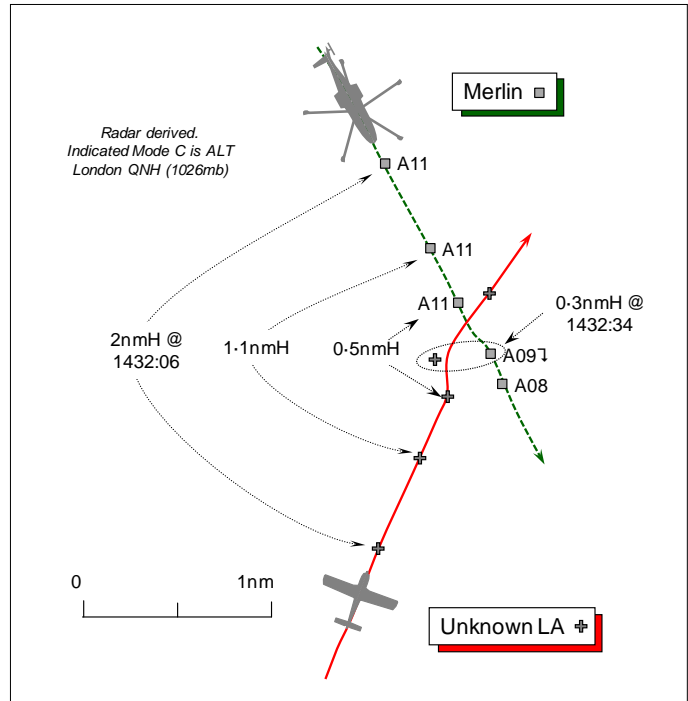 Merlin
Radar derived.
Indicated Mode C is ALT
London QNH (1026mb)
A11
A11
A11
0·3nmH @
1432:34
2nmH @
1432:06
1·1nmH
0·5nmH
A09↴
A08
0
1nm
Unknown LA